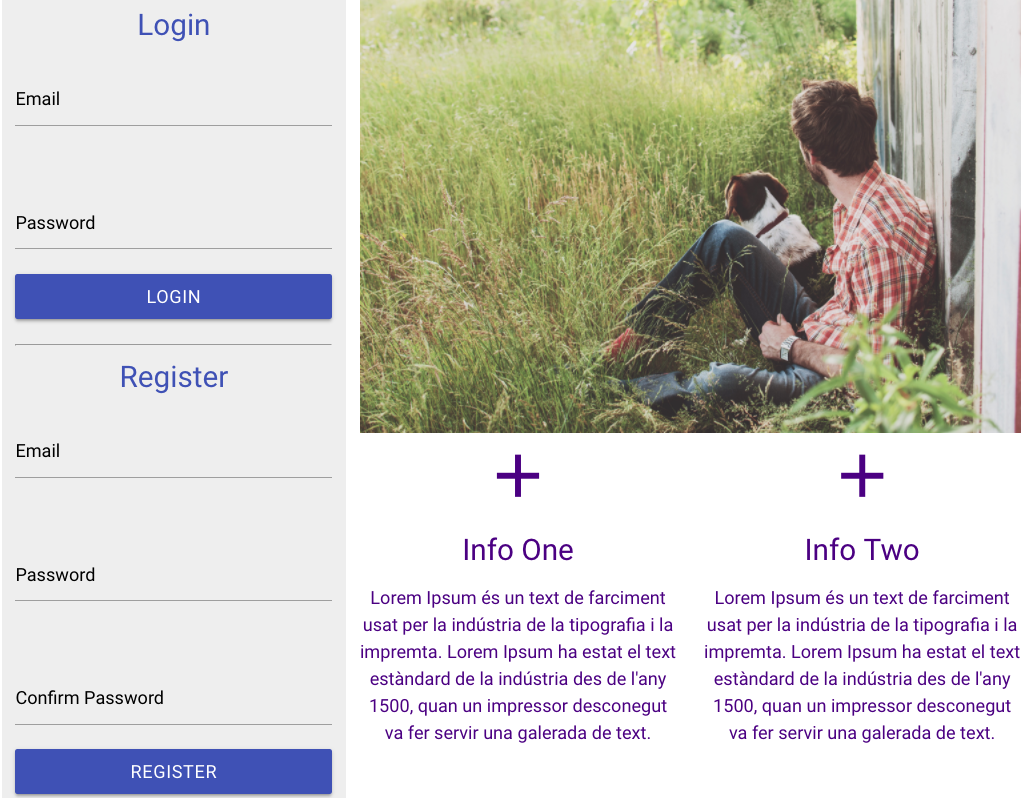 Login
Email
Password
LOGIN
Register
Email
Password
Confirm Password
REGISTER
Info One
Lorem Ipsum és un text de farciment
usat per la indústria de la tipografia i la
impremta. Lorem Ipsum ha estat el text
estàndard de la indústria des de l'any
1500, quan un impressor desconegut
va fer servir una galerada de text.
Info Two
Lorem Ipsum és un text de farciment
usat per la indústria de la tipografia i la
impremta. Lorem Ipsum ha estat el text
estàndard de la indústria des de l'any
1500, quan un impressor desconegut
va fer servir una galerada de text.